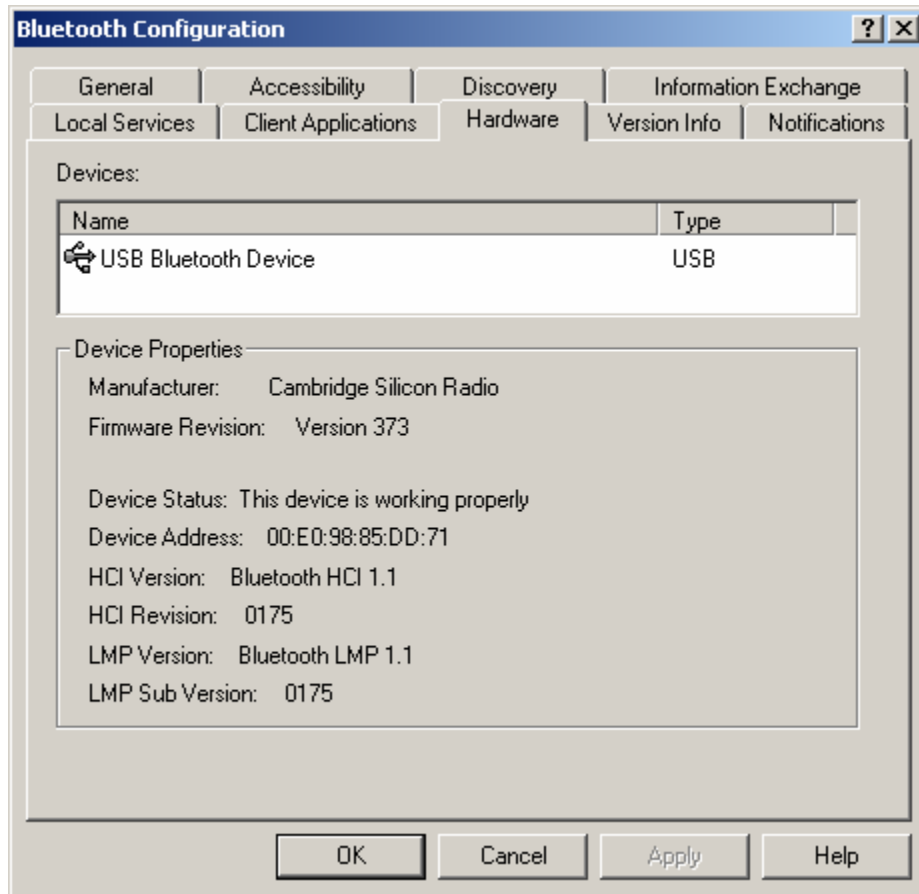 Bluetooth Configuration
General Accessibility Discovery Information Exchange
Local Services Client Applications Hardware Version Info Notifications
Devices:
Name Type
USB Bluetooth Device USB
Device Properties
Manufacturer: Cambridge Silicon Radio
Firmware Revision: Version 373
Device Status: This device is working properly
Device Address: 00:E0:98:85:DD:71
HCI Version: Bluetooth HCI 1.1
HCI Revision: 0175
LMP Version: Bluetooth LMP 1.1
LMP Sub Version: 0175
OK Cancel Apply Help